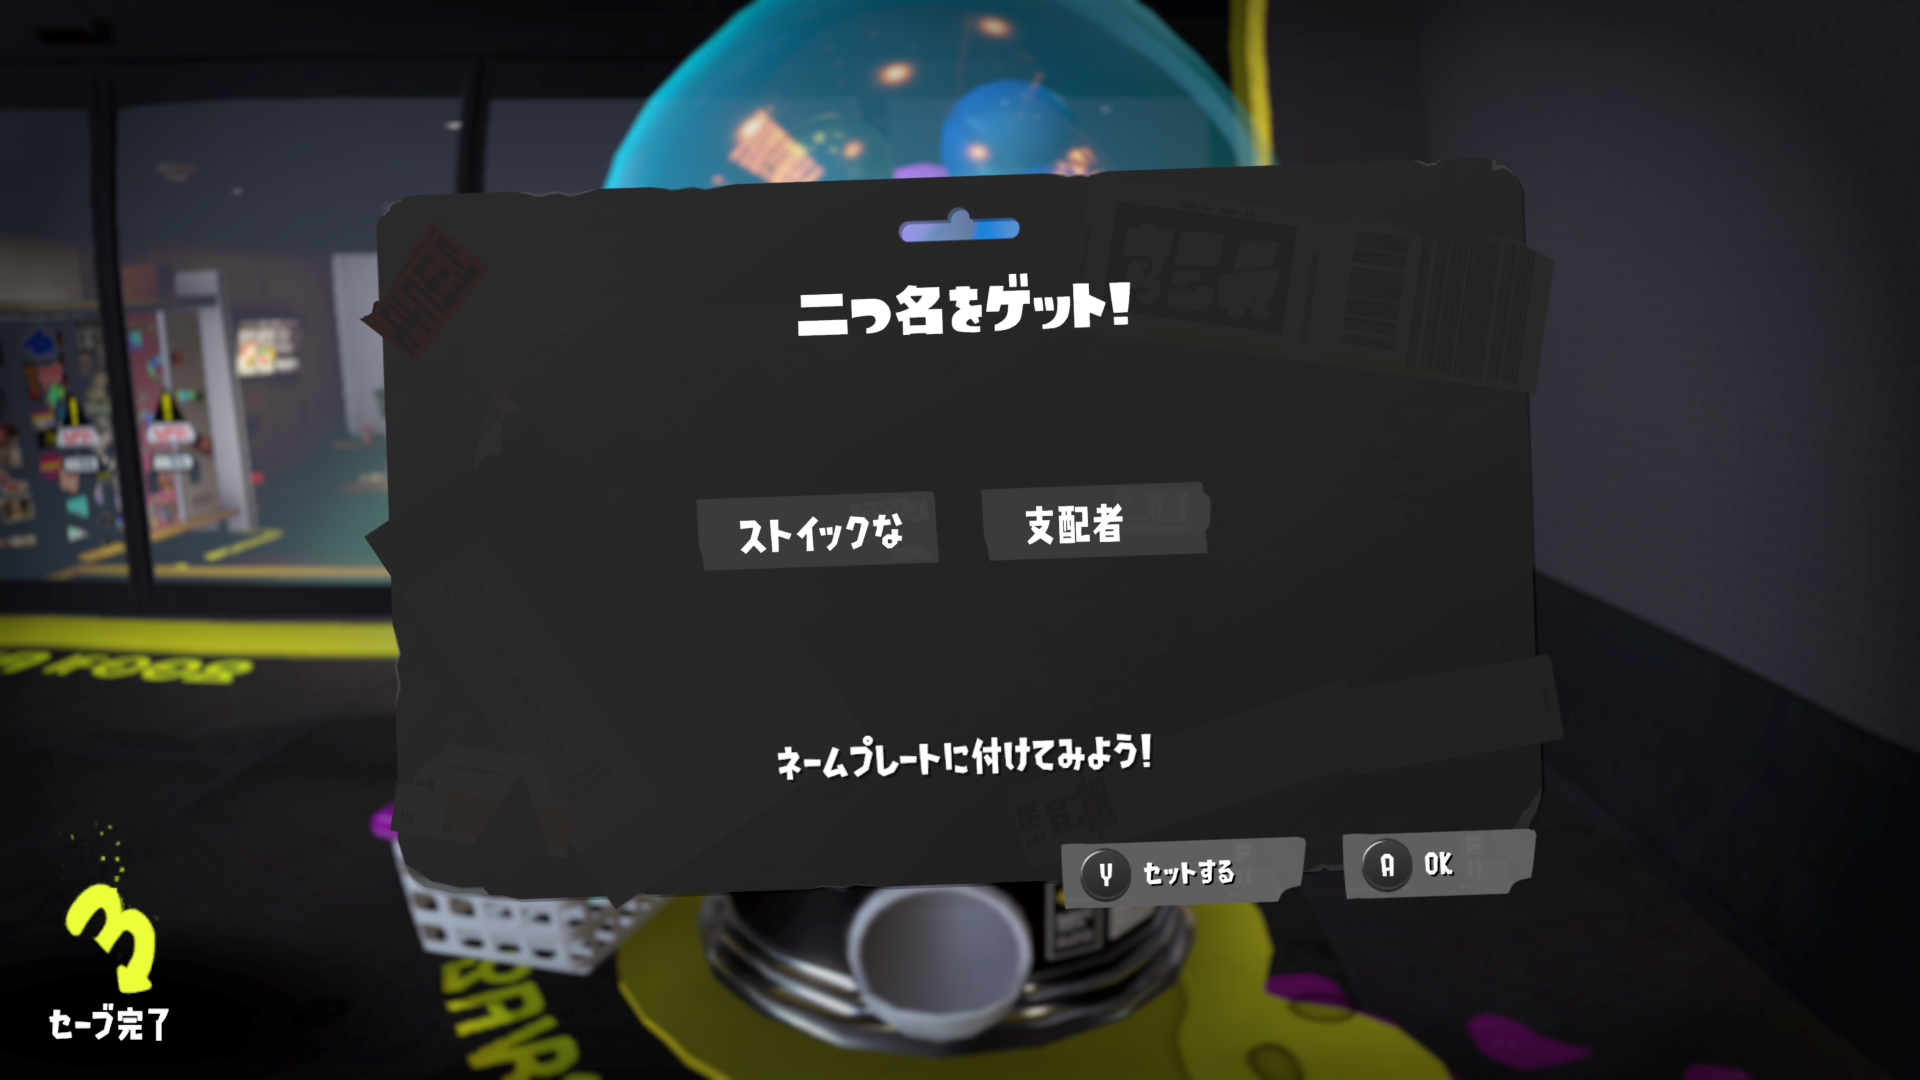 二つ名をゲット!
ストイックな
支配者
ネームプレートに付けてみよう!
Y セットする
A OK
3
セーブ完了